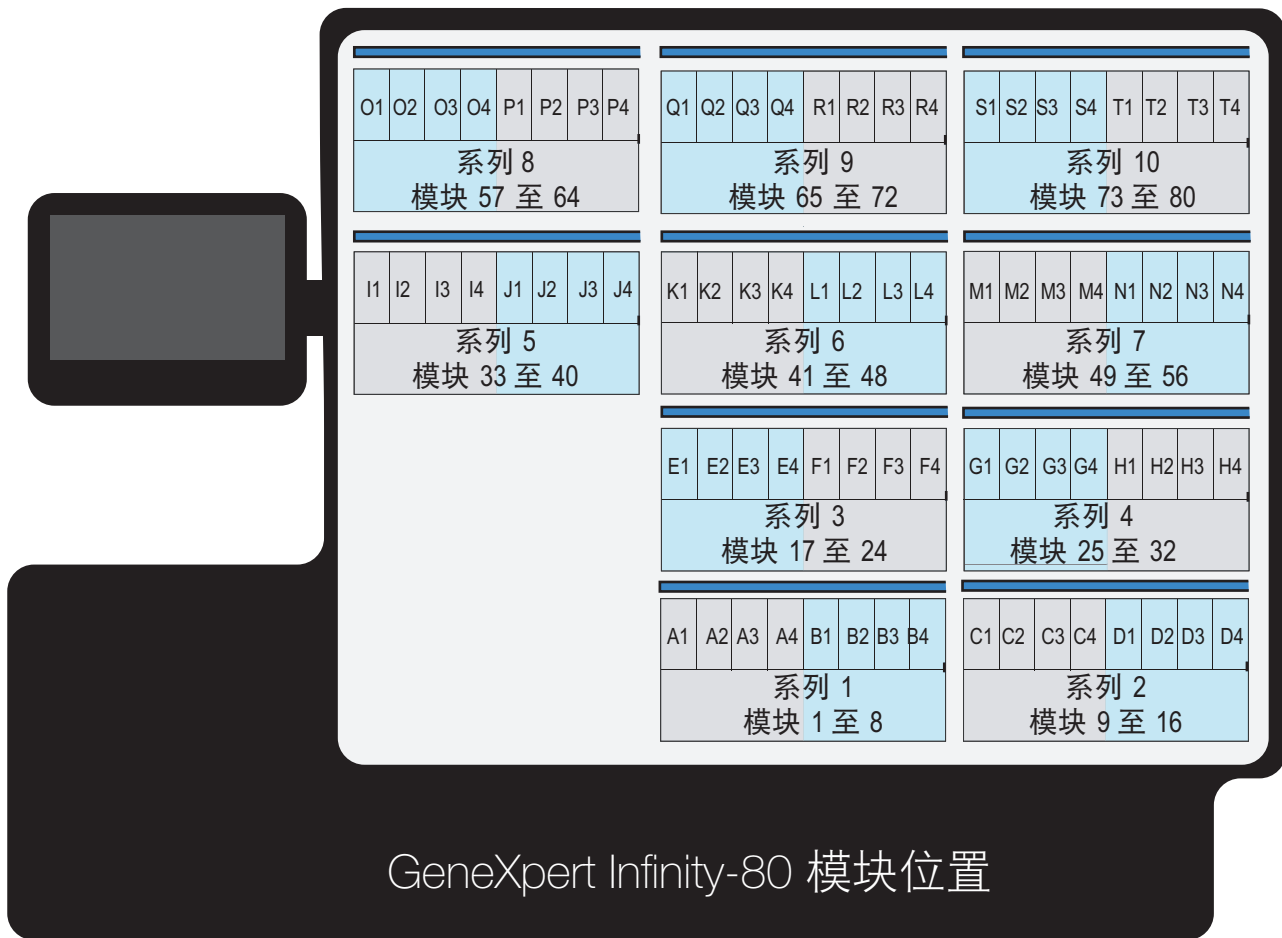 O1 O2 O3 O4 P1 P2 P3 P4
系列 8
模块 57 至 64
Q1 Q2 Q3 Q4 R1 R2 R3 R4
系列 9
模块 65 至 72
S1 S2 S3 S4 T1 T2 T3 T4
系列 10
模块 73 至 80
I1 I2 I3 I4 J1 J2 J3 J4
系列 5
模块 33 至 40
K1 K2 K3 K4 L1 L2 L3 L4
系列 6
模块 41 至 48
M1 M2 M3 M4 N1 N2 N3 N4
系列 7
模块 49 至 56
E1 E2 E3 E4 F1 F2 F3 F4
系列 3
模块 17 至 24
G1 G2 G3 G4 H1 H2 H3 H4
系列 4
模块 25 至 32
A1 A2 A3 A4 B1 B2 B3 B4
系列 1
模块 1 至 8
C1 C2 C3 C4 D1 D2 D3 D4
系列 2
模块 9 至 16
GeneXpert Infinity-80 模块位置